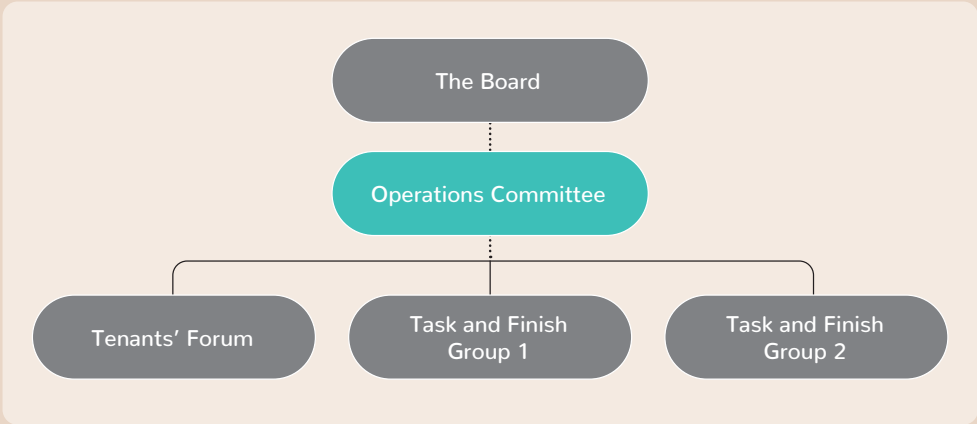 The Board
Operations Committee
Tenants’ Forum
Task and Finish
Group 1
Task and Finish
Group 2